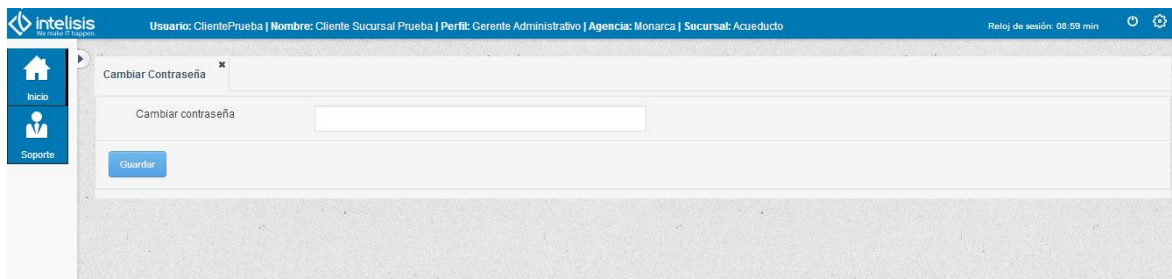 intelisis
We make IT happen.
Usuario: ClientePrueba | Nombre: Cliente Sucursal Prueba | Perfil: Gerente Administrativo | Agencia: Monarca | Sucursal: Acueducto
Reloj de sesión: 08:59 min
Inicio
Soporte
Cambiar Contraseña
Cambiar contraseña
Guardar